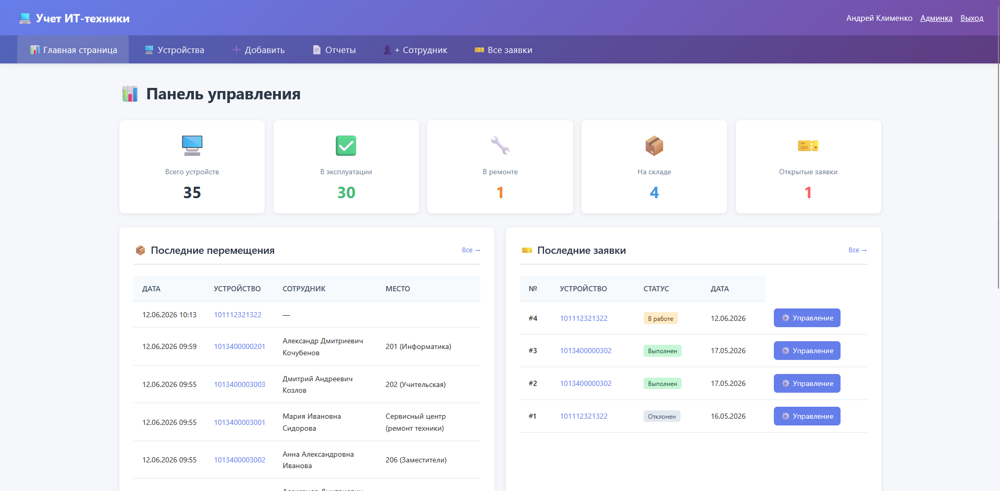 Учет ИТ-техники
Андрей Клименко Админка Выход
Главная страница Устройства Добавить Отчеты + Сотрудник Все заявки
Панель управления
Всего устройств
35
В эксплуатации
30
В ремонте
1
На складе
4
Открытые заявки
1
Последние перемещения Все →
ДАТА УСТРОЙСТВО СОТРУДНИК МЕСТО
12.06.2026 10:13 101112321322 —
12.06.2026 09:59 1013400000201 Александр Дмитриевич Кочубенов 201 (Информатика)
12.06.2026 09:55 1013400003003 Дмитрий Андреевич Козлов 202 (Учительская)
12.06.2026 09:55 1013400003001 Мария Ивановна Сидорова Сервисный центр (ремонт техники)
12.06.2026 09:55 1013400003002 Анна Александровна Иванова 206 (Заместители)
Последние заявки Все →
№ УСТРОЙСТВО СТАТУС ДАТА
#4 101112321322 В работе 12.06.2026 Управление
#3 1013400000302 Выполнен 17.05.2026 Управление
#2 1013400000302 Выполнен 17.05.2026 Управление
#1 101112321322 Отклонен 16.05.2026 Управление